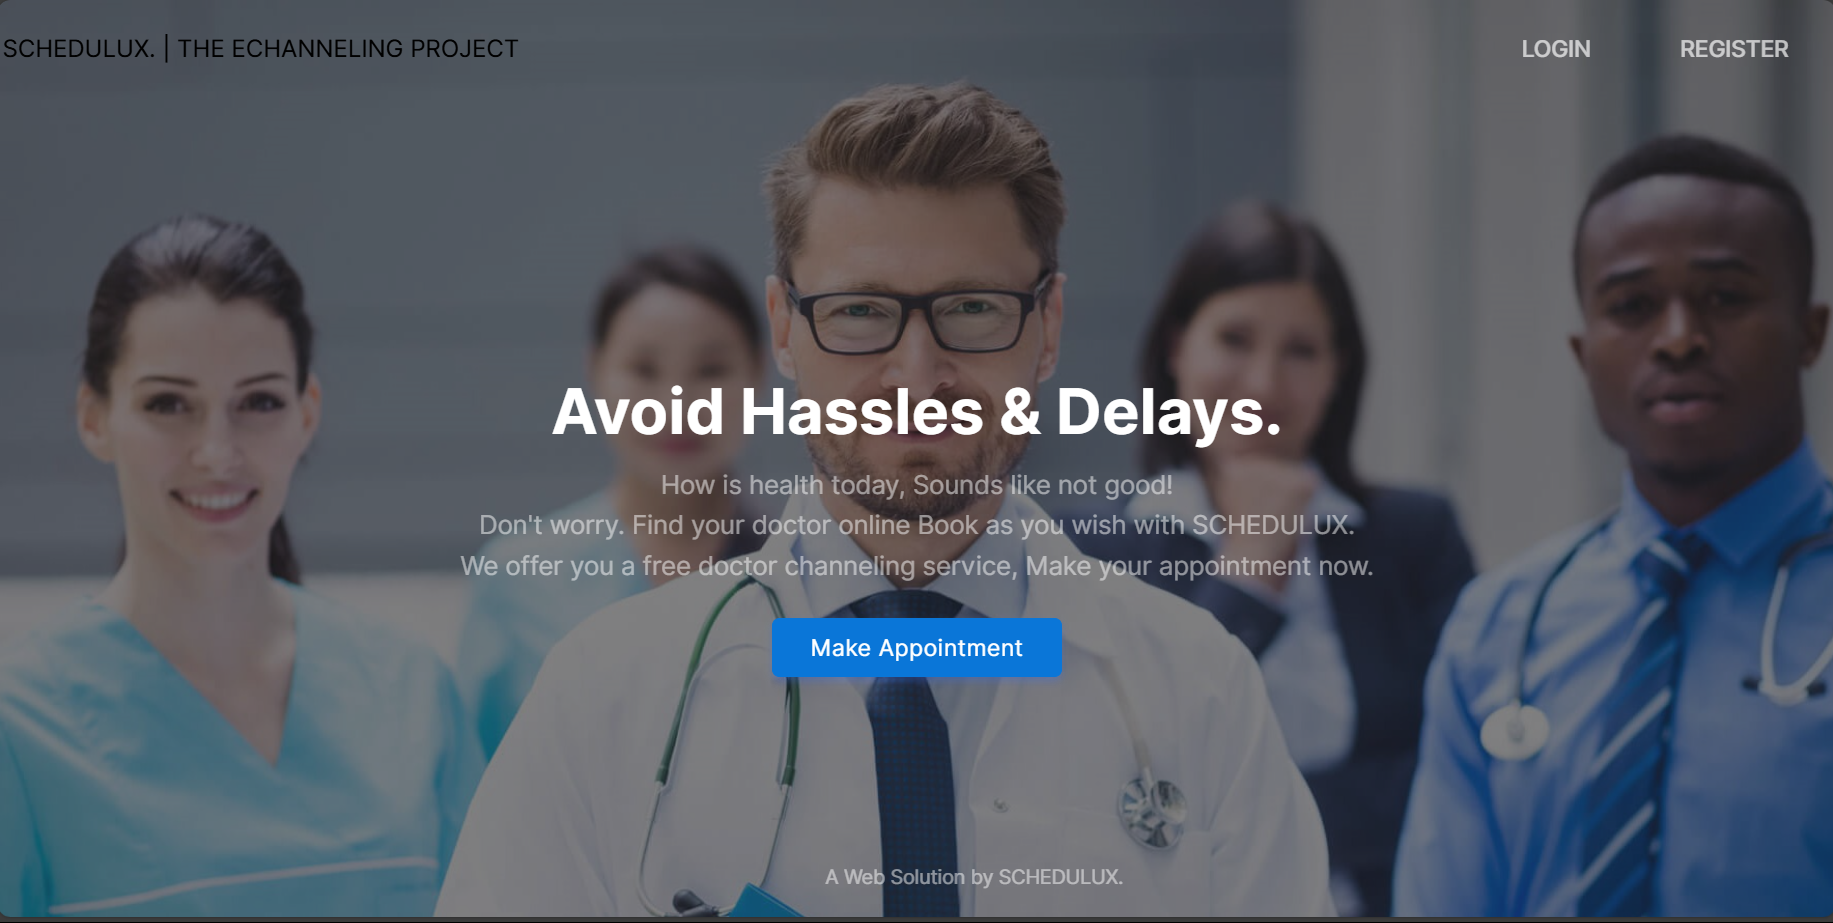 SCHEDULUX. | THE ECHANNELING PROJECT
LOGIN
REGISTER
Avoid Hassles & Delays.
How is health today, Sounds like not good!
Don't worry. Find your doctor online Book as you wish with SCHEDULUX.
We offer you a free doctor channeling service, Make your appointment now.
Make Appointment
A Web Solution by SCHEDULUX.